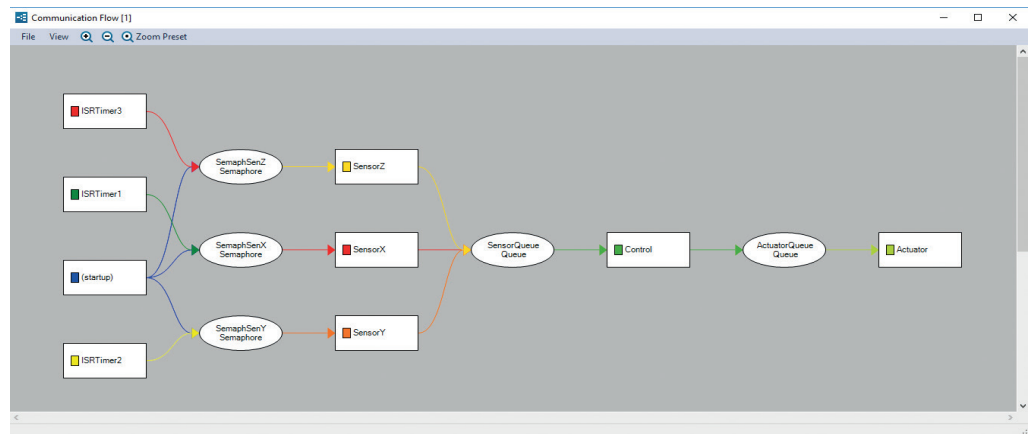 Communication Flow [1]
File View Zoom Preset
ISRTimer3
SemaphSenZ
Semaphore
SensorZ
ISRTimer1
SemaphSenX
Semaphore
SensorX
SensorQueue
Queue
Control
ActuatorQueue
Queue
Actuator
(startup)
SemaphSenY
Semaphore
SensorY
ISRTimer2